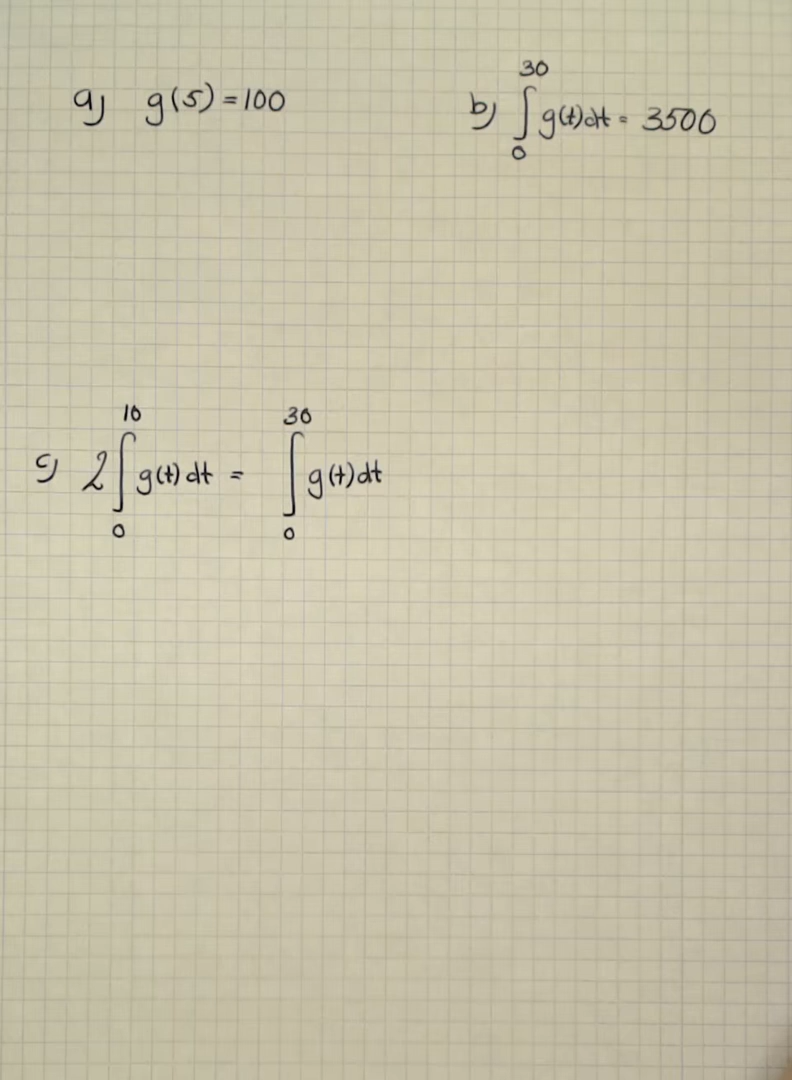 a) g(5) = 100
b) ∫₀³⁰ g(t)dt = 3500
c) 2∫₀¹⁰ g(t)dt = ∫₀³⁰ g(t)dt